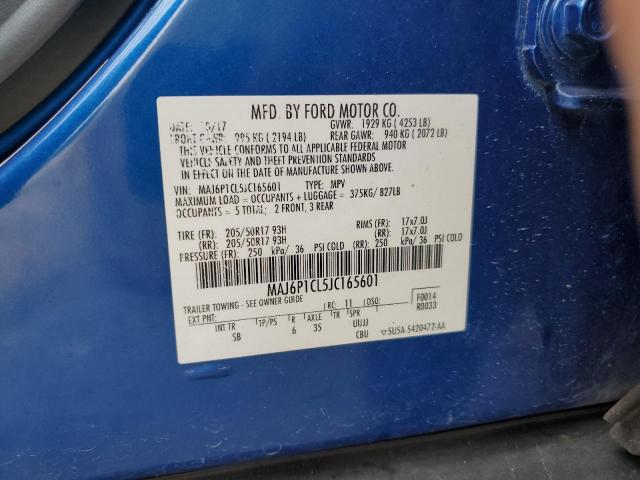 MFD. BY FORD MOTOR CO.
DATE: 10/17 GVWR: 1929 KG ( 4253 LB)
FRONT GAWR: 995 KG ( 2194 LB) REAR GAWR: 940 KG ( 2072 LB)
THIS VEHICLE CONFORMS TO ALL APPLICABLE FEDERAL MOTOR
VEHICLE SAFETY AND THEFT PREVENTION STANDARDS IN
EFFECT ON THE DATE OF MANUFACTURE SHOWN ABOVE.
VIN: MAJ6P1CL5JC165601 TYPE: MPV
MAXIMUM LOAD = OCCUPANTS + LUGGAGE = 375KG/ 827LB
OCCUPANTS = 5 TOTAL; 2 FRONT, 3 REAR
TIRE (FR): 205/50R17 93H RIMS (FR): 17x7.0J
(RR): 205/50R17 93H (RR): 17x7.0J
PRESSURE (FR): 250 kPa/ 36 PSI COLD (RR): 250 kPa/ 36 PSI COLD
MAJ6P1CL5JC165601
TRAILER TOWING - SEE OWNER GUIDE RC: 11 DSO: F0014
EXT PNT: R0033
INT TR TP/PS R AXLE TR SPR
SB 6 35 UUJJ
CBU 5U5A-5420472-AA